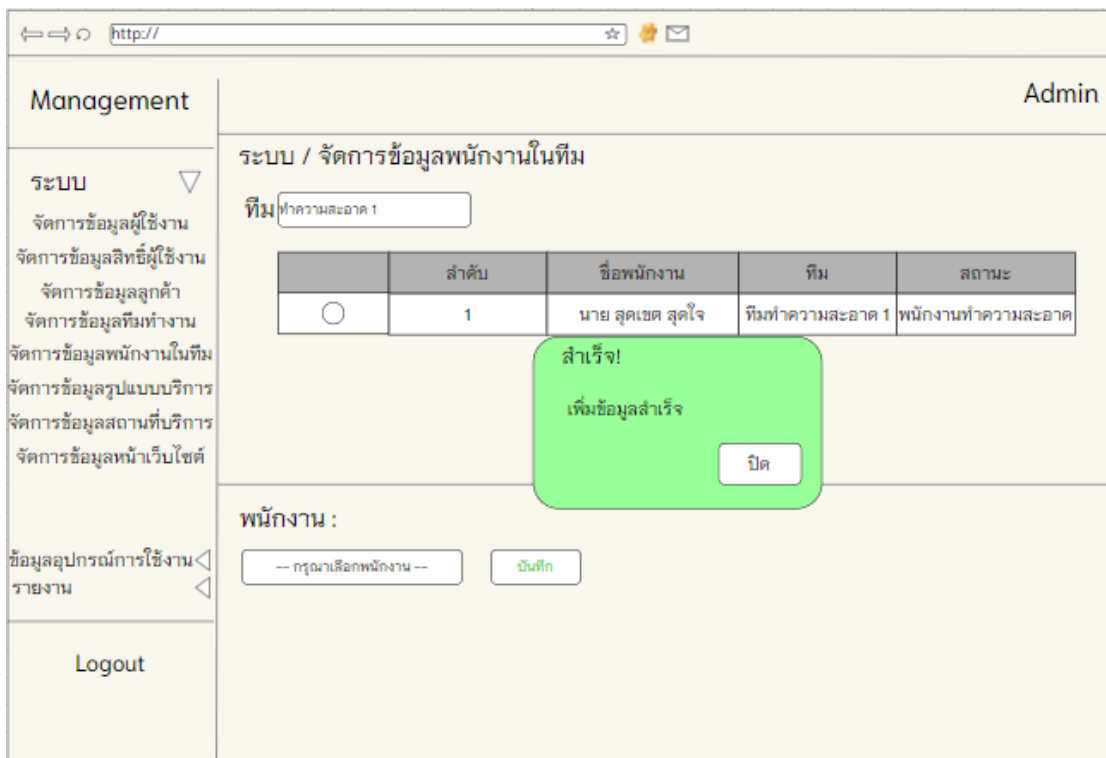 http://
Management
Admin
ระบบ
จัดการข้อมูลผู้ใช้งาน
จัดการข้อมูลสิทธิ์ผู้ใช้งาน
จัดการข้อมูลลูกค้า
จัดการข้อมูลทีมทำงาน
จัดการข้อมูลพนักงานในทีม
จัดการข้อมูลรูปแบบบริการ
จัดการข้อมูลสถานที่บริการ
จัดการข้อมูลหน้าเว็บไซต์
ข้อมูลอุปกรณ์การใช้งาน
รายงาน
Logout
ระบบ / จัดการข้อมูลพนักงานในทีม
ทีม ทำความสะอาด 1
ลำดับ ชื่อพนักงาน ทีม สถานะ
1 นาย สุดเขต สุดใจ ทีมทำความสะอาด 1 พนักงานทำความสะอาด
สำเร็จ!
เพิ่มข้อมูลสำเร็จ
ปิด
พนักงาน :
-- กรุณาเลือกพนักงาน -- บันทึก